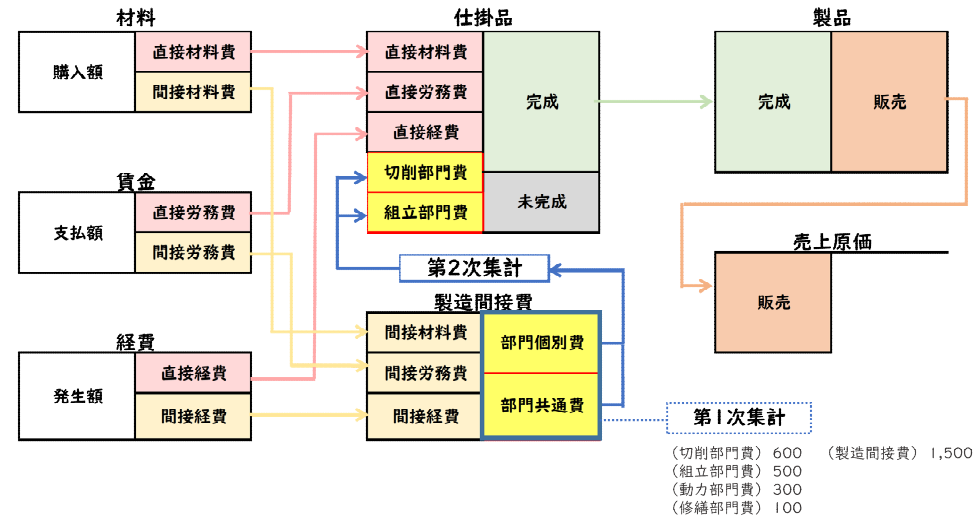 材料
購入額
直接材料費
間接材料費
賃金
支払額
直接労務費
間接労務費
経費
発生額
直接経費
間接経費
仕掛品
直接材料費
直接労務費
直接経費
切削部門費
組立部門費
完成
未完成
第2次集計
製造間接費
間接材料費
間接労務費
間接経費
部門個別費
部門共通費
製品
完成
販売
売上原価
販売
第1次集計
(切削部門費) 600 (製造間接費) 1,500
(組立部門費) 500
(動力部門費) 300
(修繕部門費) 100